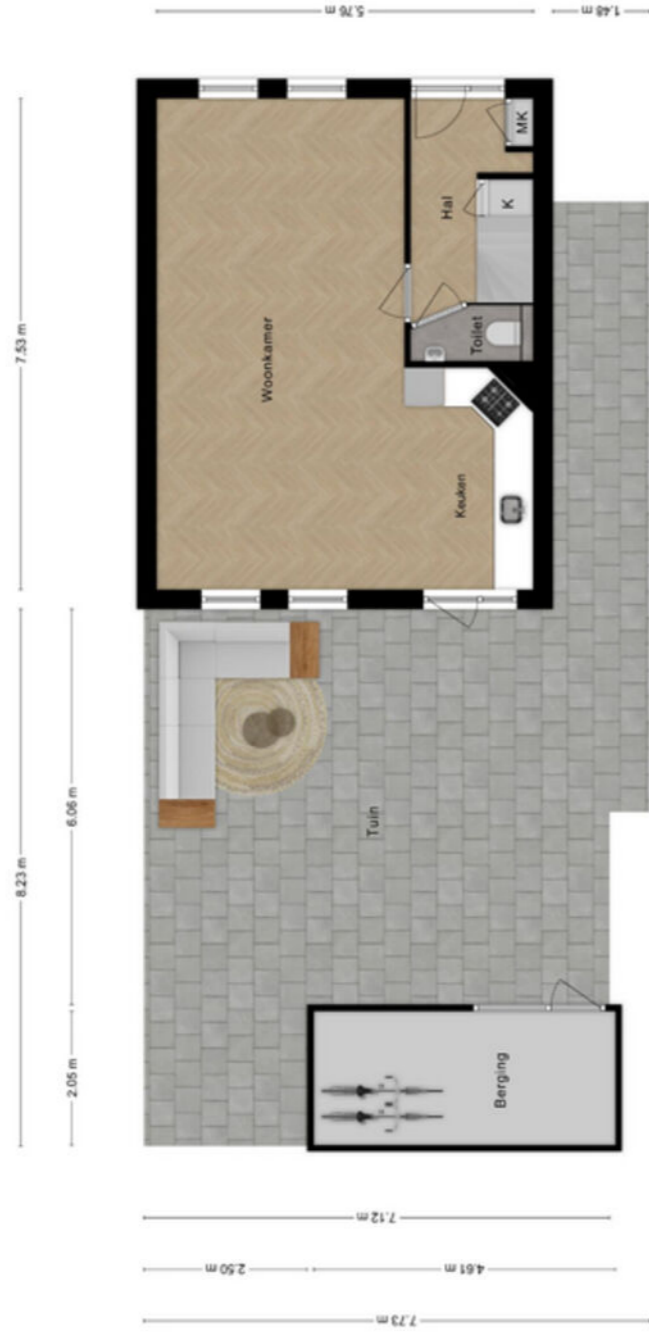 5.76 m
1.48 m
MK
K
Hal
7.53 m
Woonkamer
Toilet
Keuken
6.06 m
Tuin
8.23 m
2.05 m
Berging
7.12 m
2.50 m
4.61 m
7.73 m